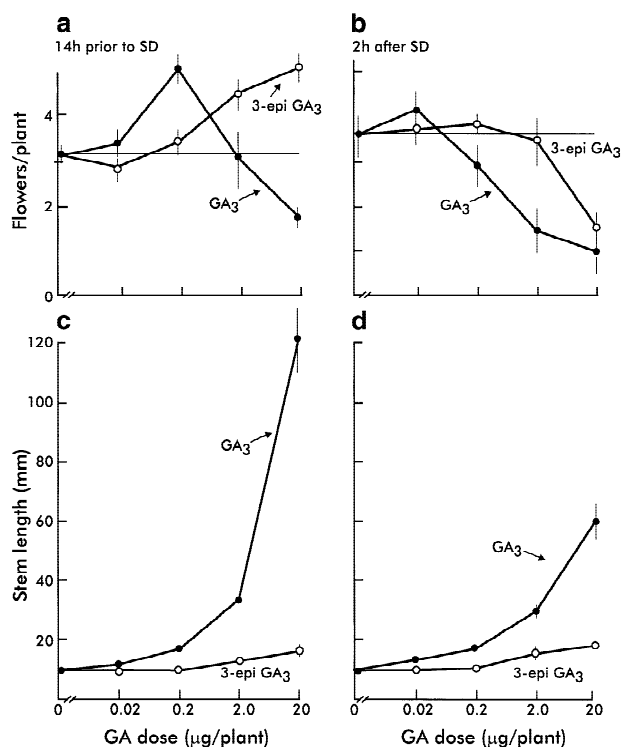 a
b
14h prior to SD
2h after SD
Flowers/plant
4
2
0
3-epi GA3
GA3
3-epi GA3
GA3
c
d
Stem length (mm)
120
100
80
60
40
20
GA3
3-epi GA3
GA3
3-epi GA3
0 0.02 0.2 2.0 20
0 0.02 0.2 2.0 20
GA dose (µg/plant)
GA dose (µg/plant)